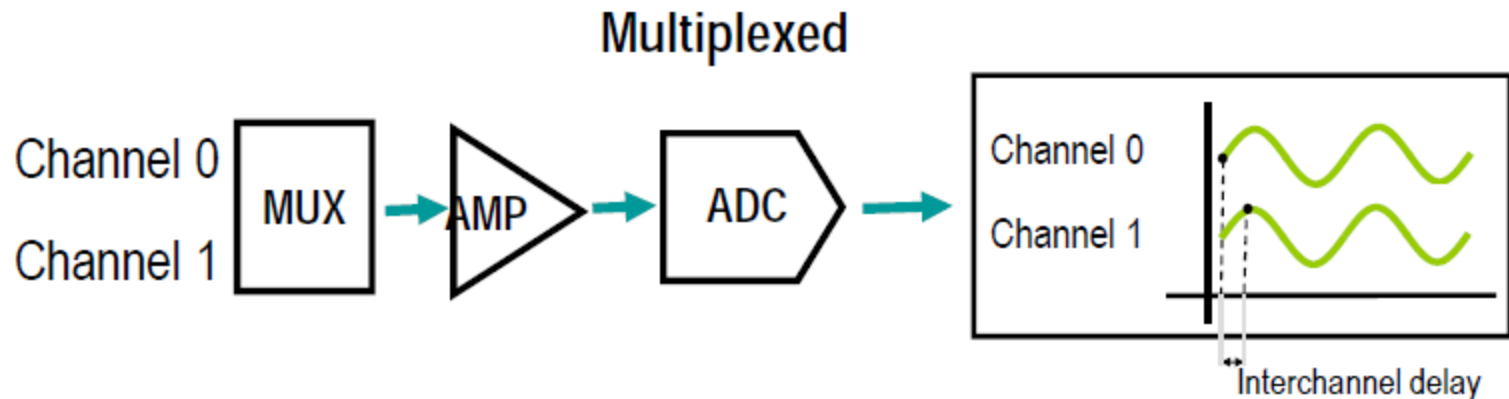 Multiplexed
Channel 0
Channel 1
MUX
AMP
ADC
Channel 0
Channel 1
Interchannel delay